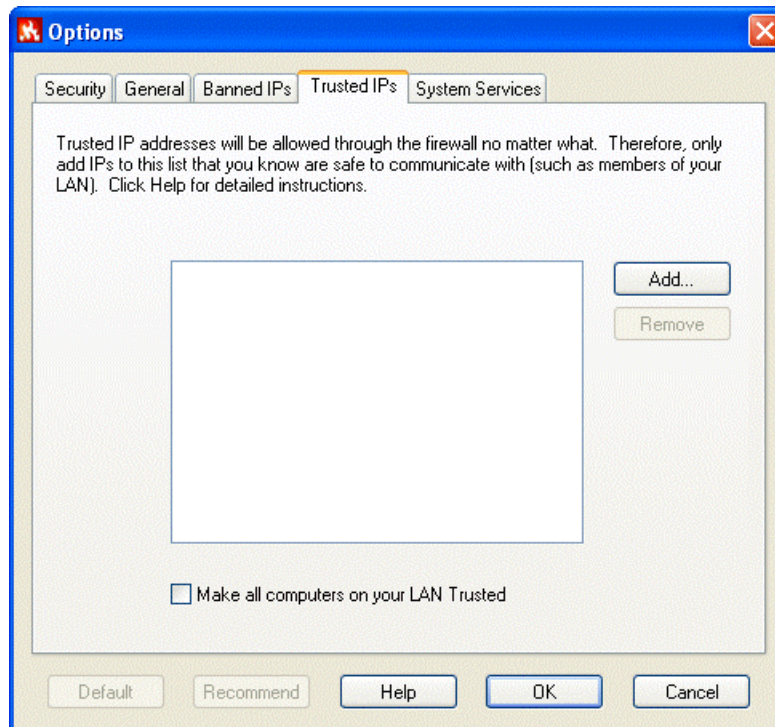 Options
Security General Banned IPs Trusted IPs System Services
Trusted IP addresses will be allowed through the firewall no matter what. Therefore, only
add IPs to this list that you know are safe to communicate with (such as members of your
LAN). Click Help for detailed instructions.
Add...
Remove
Make all computers on your LAN Trusted
Default Recommend Help OK Cancel